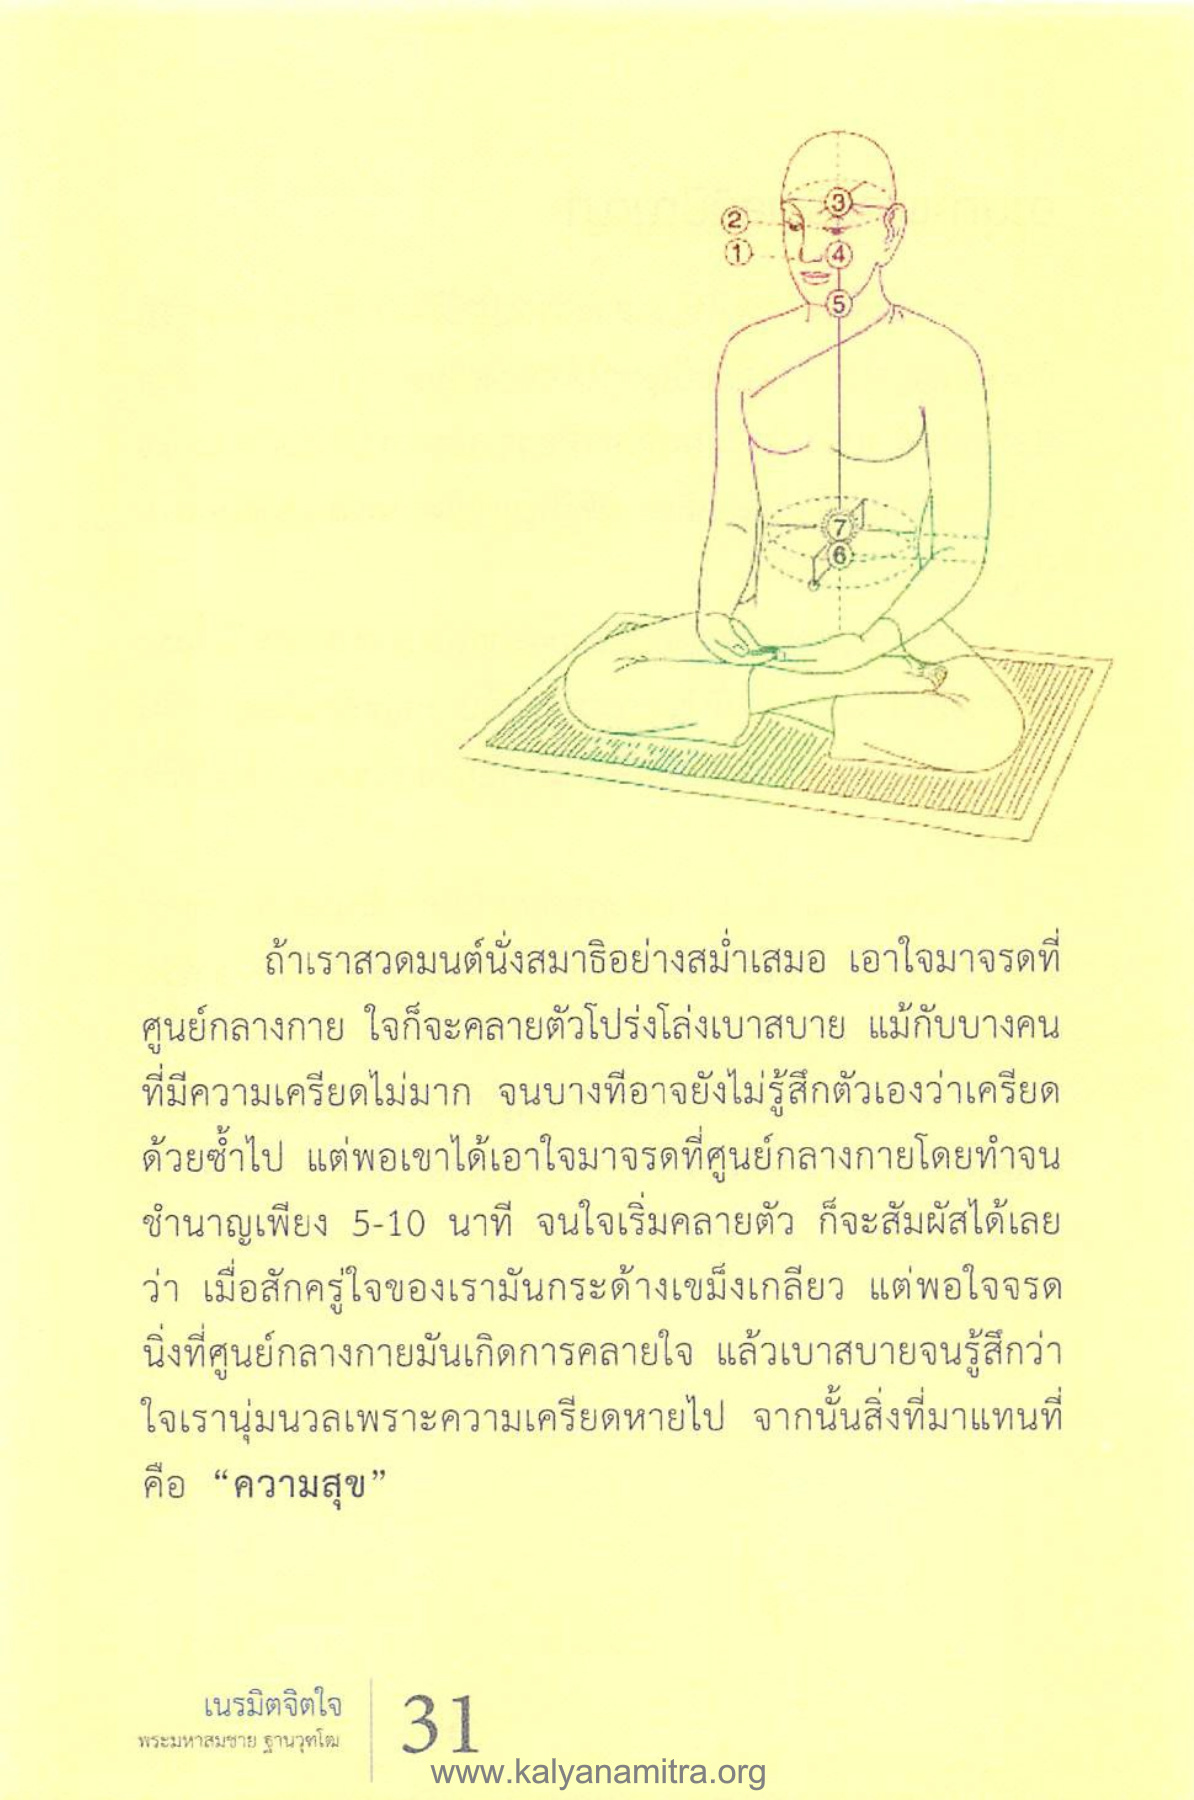 3
2
1
4
5
7
6
ถ้าเราสวดมนต์นั่งสมาธิอย่างสม่ำเสมอ เอาใจมาจรดที่
ศูนย์กลางกาย ใจก็จะคลายตัวโปร่งโล่งเบาสบาย แม้กับบางคน
ที่มีความเครียดไม่มาก จนบางทีอาจยังไม่รู้สึกตัวเองว่าเครียด
ด้วยซ้ำไป แต่พอเขาได้เอาใจมาจรดที่ศูนย์กลางกายโดยทำจน
ชำนาญเพียง 5-10 นาที จนใจเริ่มคลายตัว ก็จะสัมผัสได้เลย
ว่า เมื่อสักครู่ใจของเรามันกระด้างเขม็งเกลียว แต่พอใจจรด
นิ่งที่ศูนย์กลางกายมันเกิดการคลายใจ แล้วเบาสบายจนรู้สึกว่า
ใจเรานุ่มนวลเพราะความเครียดหายไป จากนั้นสิ่งที่มาแทนที่
คือ “ความสุข”
เนรมิตจิตใจ
พระมหาสมชาย ฐานวุฑโฒ
31
www.kalyanamitra.org